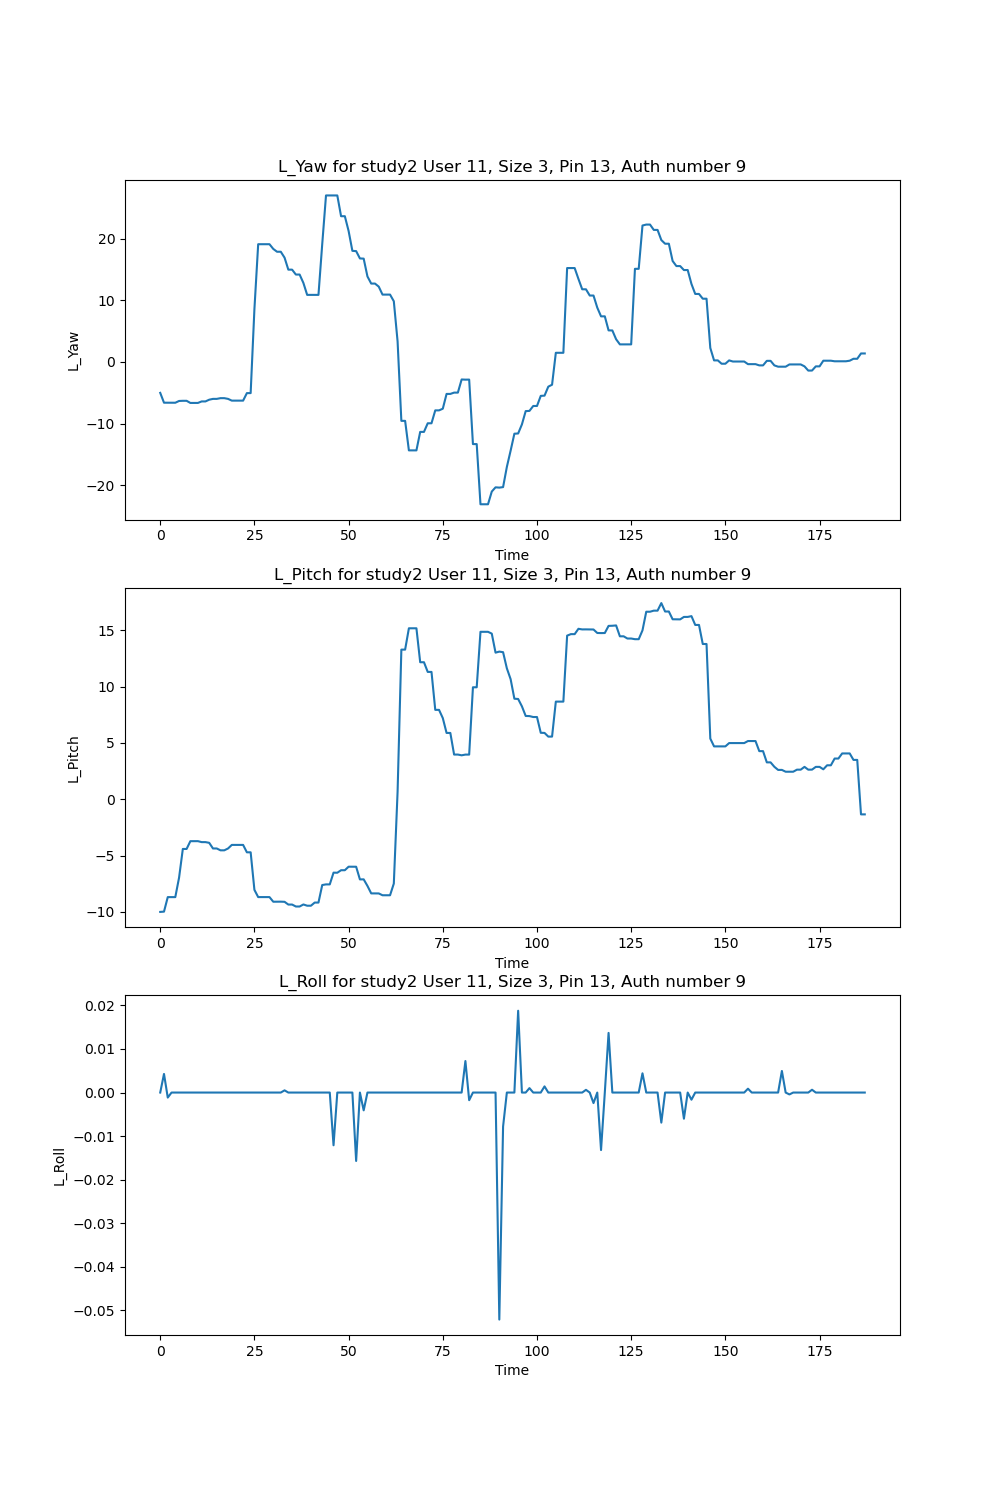 L_Yaw for study2 User 11, Size 3, Pin 13, Auth number 9
20
10
0
−10
−20
L_Yaw
0 25 50 75 100 125 150 175
Time
L_Pitch for study2 User 11, Size 3, Pin 13, Auth number 9
15
10
5
0
−5
−10
L_Pitch
0 25 50 75 100 125 150 175
Time
L_Roll for study2 User 11, Size 3, Pin 13, Auth number 9
0.02
0.01
0.00
−0.01
−0.02
−0.03
−0.04
−0.05
L_Roll
0 25 50 75 100 125 150 175
Time